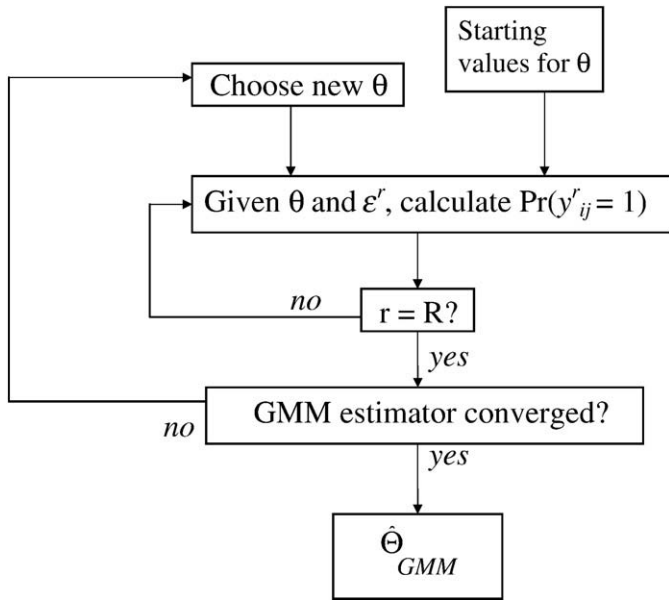 Starting
values for θ
Choose new θ
Given θ and ε^r, calculate Pr(y^r_ij = 1)
no
r = R?
yes
GMM estimator converged?
no
yes
Θ̂_GMM